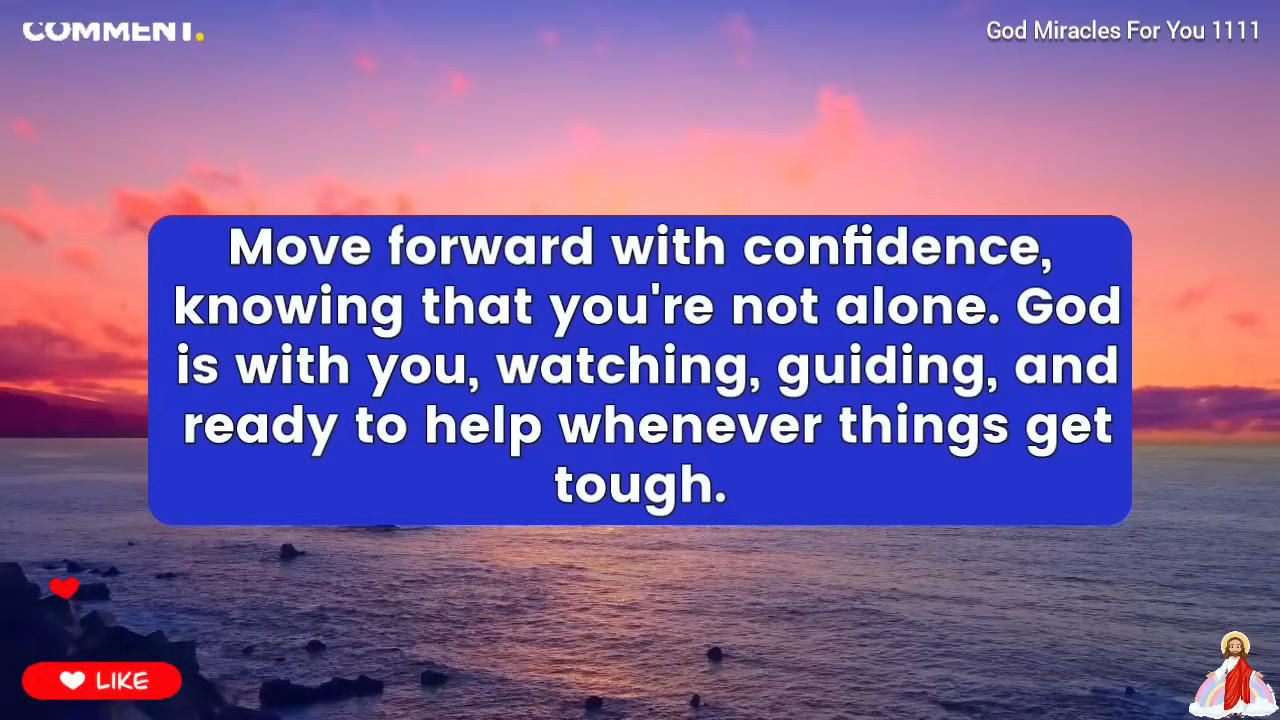 COMMENT.
God Miracles For You 1111
Move forward with confidence,
knowing that you're not alone. God
is with you, watching, guiding, and
ready to help whenever things get
tough.
LIKE